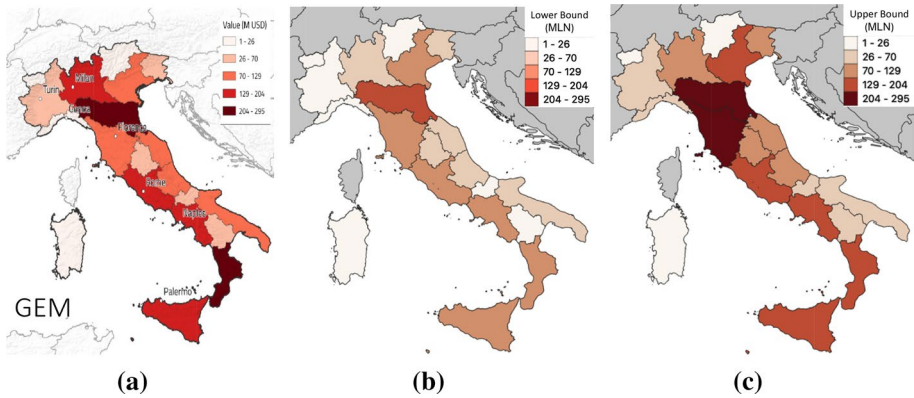 Value (M USD)
1 - 26
26 - 70
70 - 129
129 - 204
204 - 295
Milan
Turin
Genoa
Florence
Rome
Naples
Palermo
GEM
(a)
Lower Bound
(MLN)
1 - 26
26 - 70
70 - 129
129 - 204
204 - 295
(b)
Upper Bound
(MLN)
1 - 26
26 - 70
70 - 129
129 - 204
204 - 295
(c)